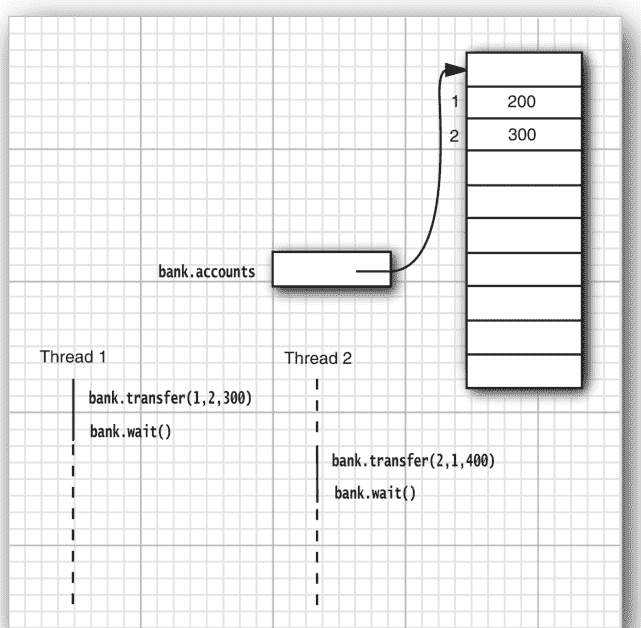 1 200
2 300
bank.accounts
Thread 1
Thread 2
bank.transfer(1,2,300)
bank.wait()
bank.transfer(2,1,400)
bank.wait()